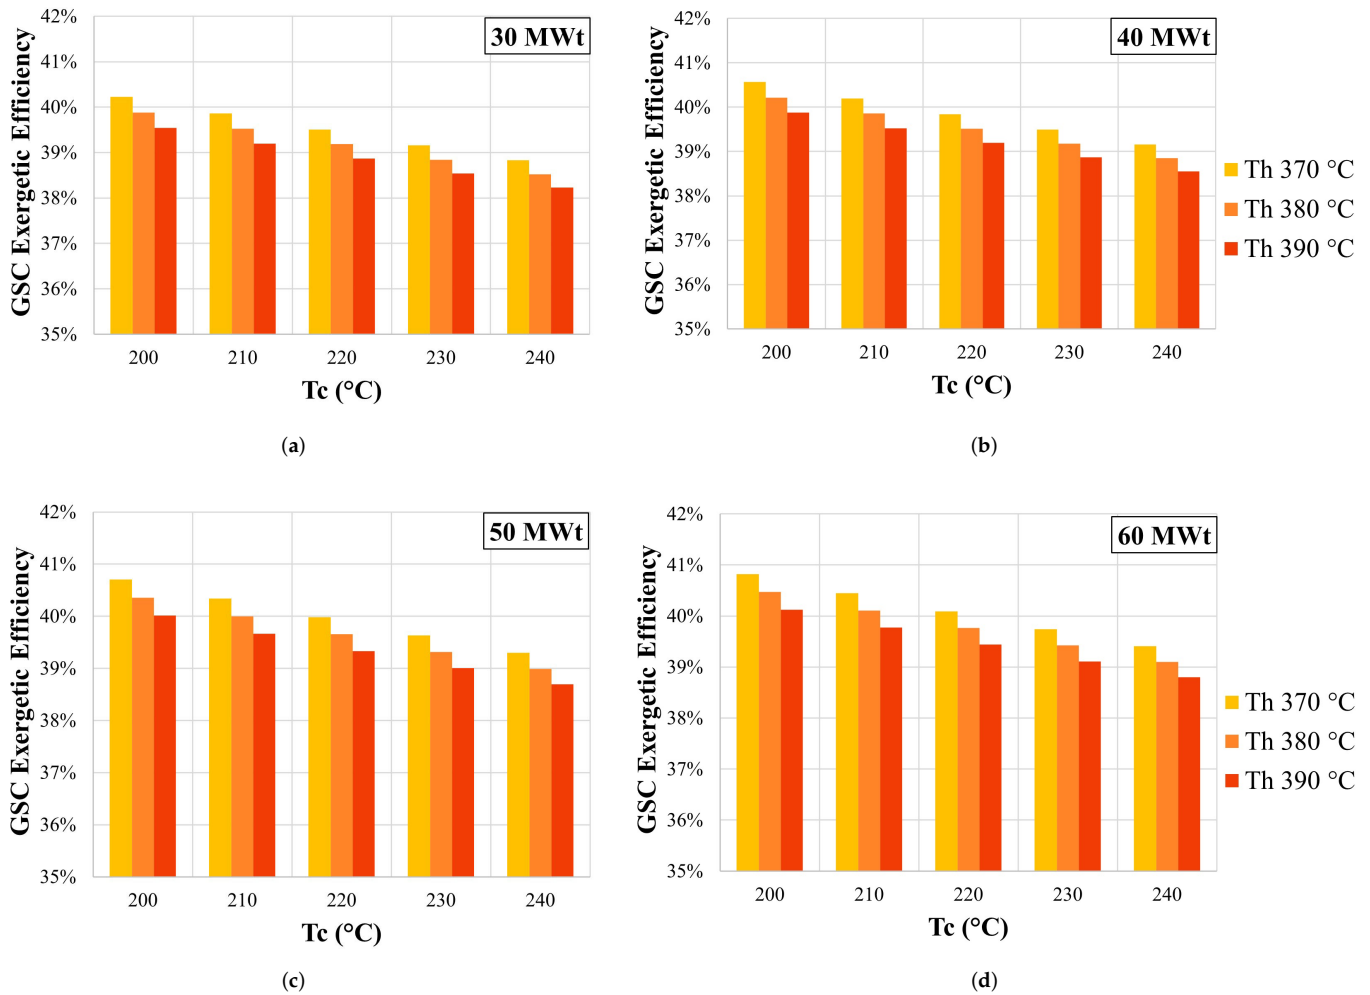 GSC Exergetic Efficiency
42%
41%
40%
39%
38%
37%
36%
35%
30 MWt
200 210 220 230 240
Tc (°C)
(a)
GSC Exergetic Efficiency
42%
41%
40%
39%
38%
37%
36%
35%
40 MWt
200 210 220 230 240
Tc (°C)
(b)
Th 370 °C
Th 380 °C
Th 390 °C
GSC Exergetic Efficiency
42%
41%
40%
39%
38%
37%
36%
35%
50 MWt
200 210 220 230 240
Tc (°C)
(c)
GSC Exergetic Efficiency
42%
41%
40%
39%
38%
37%
36%
35%
60 MWt
200 210 220 230 240
Tc (°C)
(d)
Th 370 °C
Th 380 °C
Th 390 °C